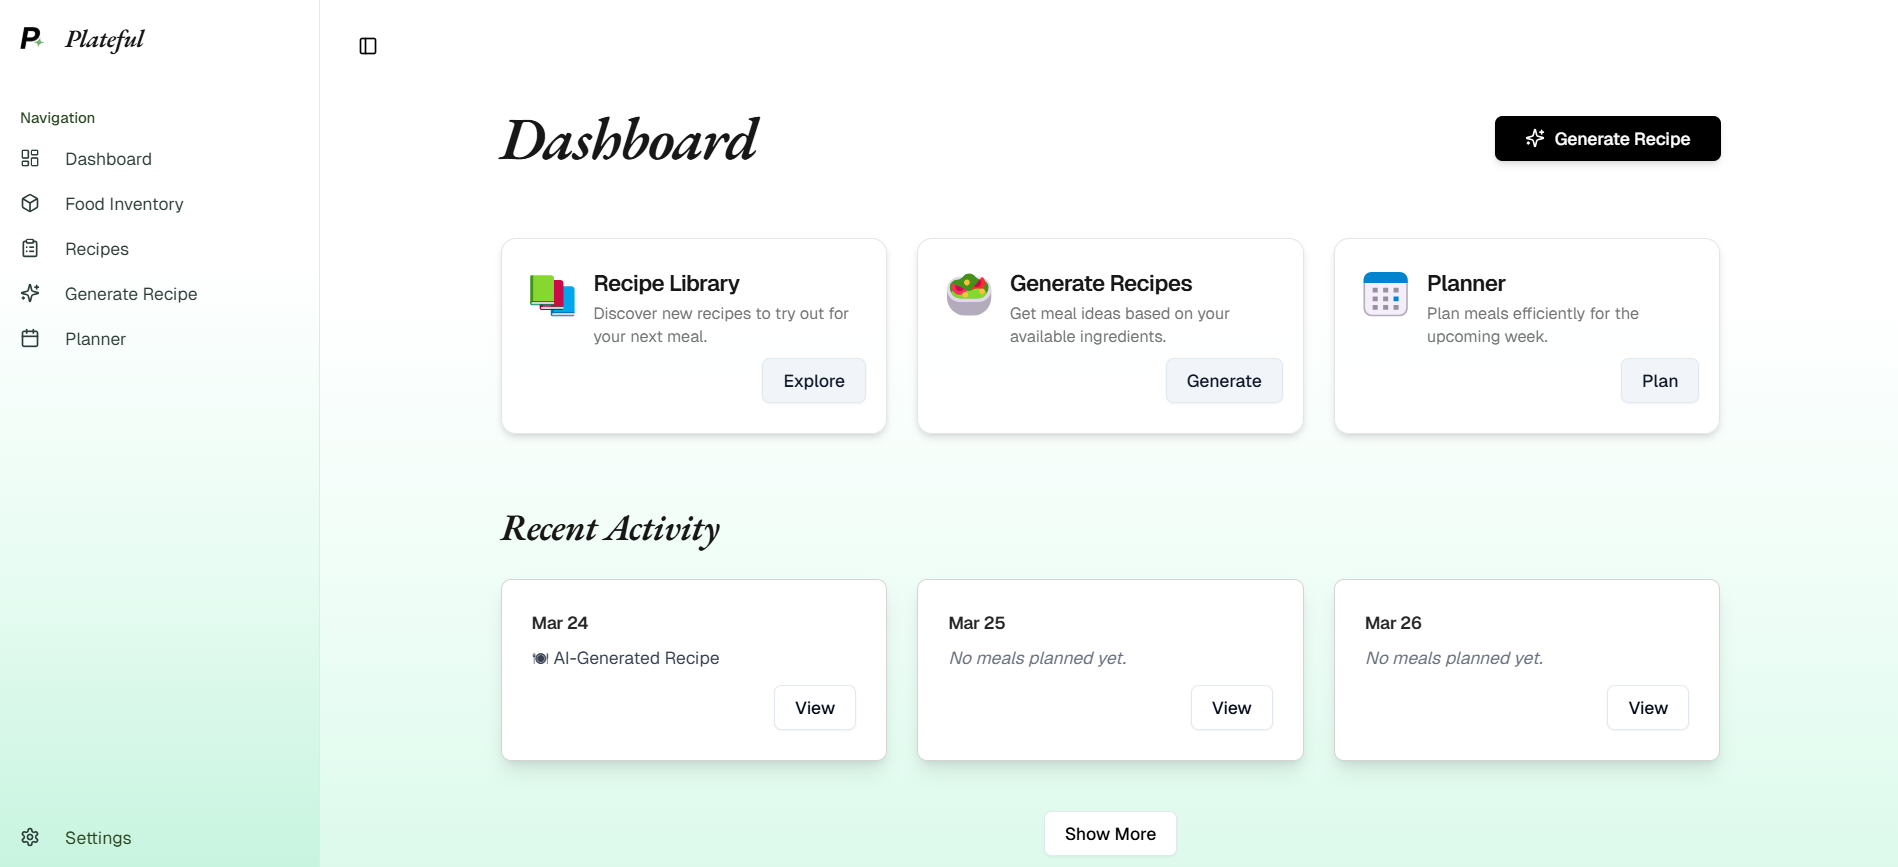 P
Plateful
Navigation
Dashboard
Food Inventory
Recipes
Generate Recipe
Planner
Settings
Dashboard
Generate Recipe
Recipe Library
Discover new recipes to try out for
your next meal.
Explore
Generate Recipes
Get meal ideas based on your
available ingredients.
Generate
Planner
Plan meals efficiently for the
upcoming week.
Plan
Recent Activity
Mar 24
🍽️ AI-Generated Recipe
View
Mar 25
No meals planned yet.
View
Mar 26
No meals planned yet.
View
Show More